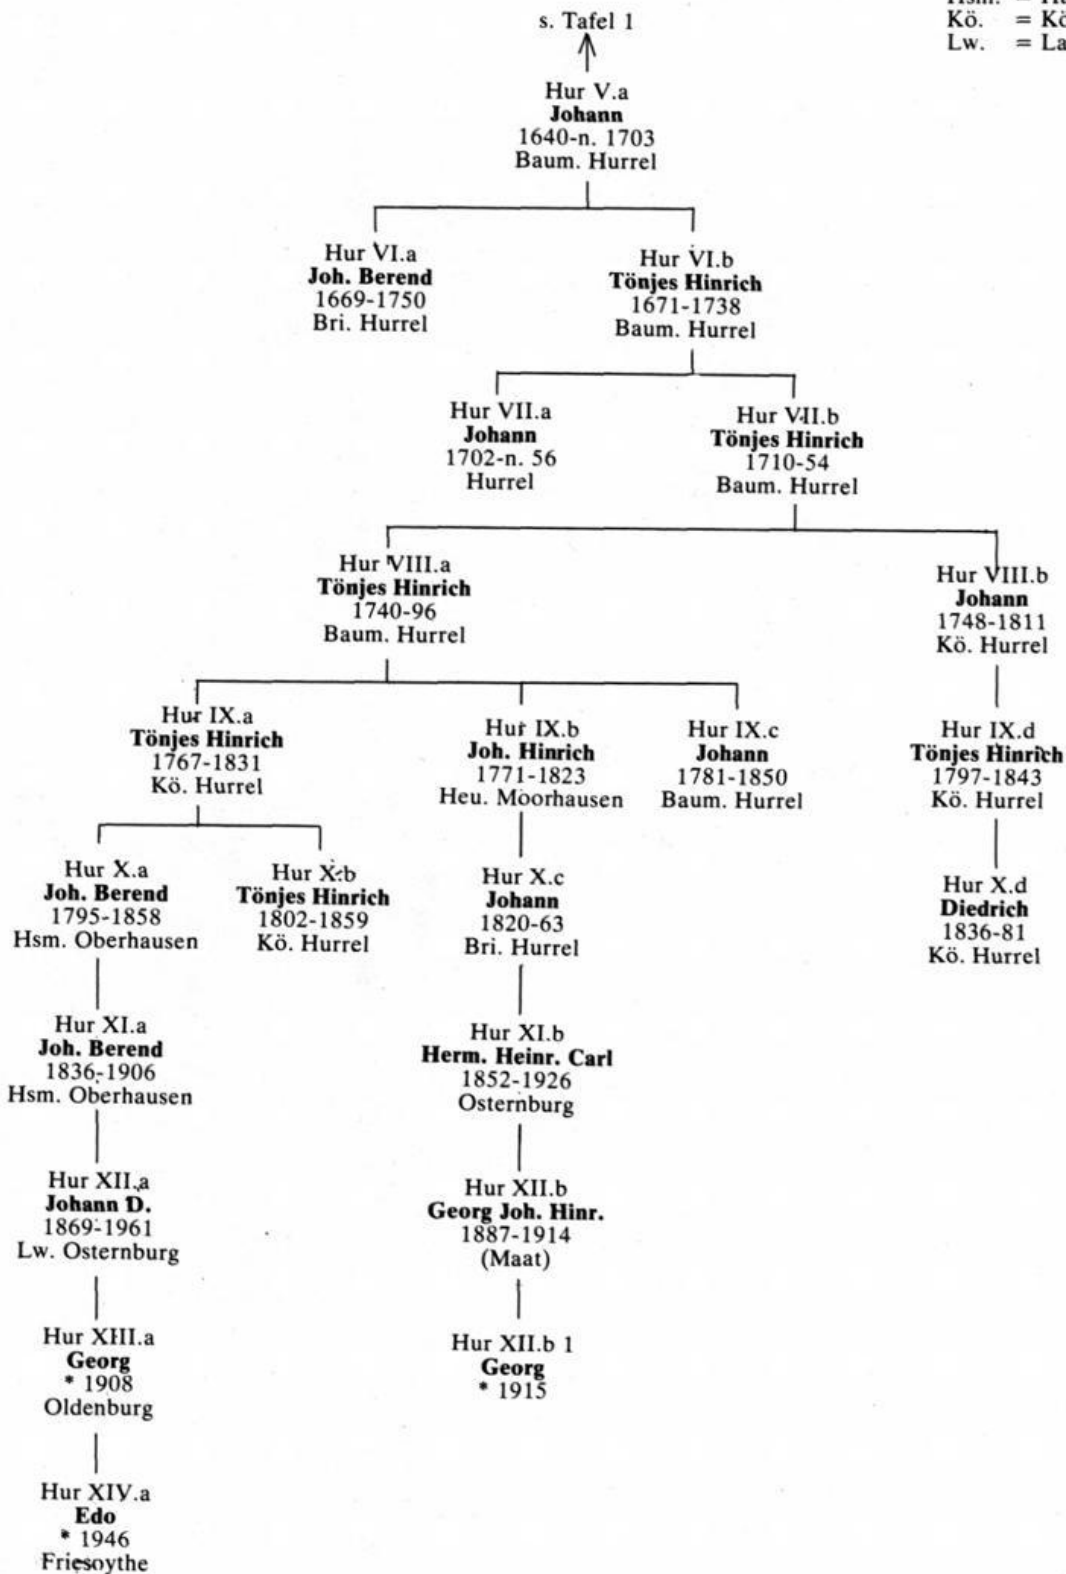 s. Tafel 1
Kö. = Kö
Lw. = La
Hur V.a
Johann
1640-n. 1703
Baum. Hurrel
Hur VI.a
Joh. Berend
1669-1750
Bri. Hurrel
Hur VI.b
Tönjes Hinrich
1671-1738
Baum. Hurrel
Hur VII.a
Johann
1702-n. 56
Hurrel
Hur VII.b
Tönjes Hinrich
1710-54
Baum. Hurrel
Hur VIII.a
Tönjes Hinrich
1740-96
Baum. Hurrel
Hur VIII.b
Johann
1748-1811
Kö. Hurrel
Hur IX.a
Tönjes Hinrich
1767-1831
Kö. Hurrel
Hur IX.b
Joh. Hinrich
1771-1823
Heu. Moorhausen
Hur IX.c
Johann
1781-1850
Baum. Hurrel
Hur IX.d
Tönjes Hinrich
1797-1843
Kö. Hurrel
Hur X.a
Joh. Berend
1795-1858
Hsm. Oberhausen
Hur X.b
Tönjes Hinrich
1802-1859
Kö. Hurrel
Hur X.c
Johann
1820-63
Bri. Hurrel
Hur X.d
Diedrich
1836-81
Kö. Hurrel
Hur XI.a
Joh. Berend
1836-1906
Hsm. Oberhausen
Hur XI.b
Herm. Heinr. Carl
1852-1926
Osternburg
Hur XII.a
Johann D.
1869-1961
Lw. Osternburg
Hur XII.b
Georg Joh. Hinr.
1887-1914
(Maat)
Hur XIII.a
Georg
* 1908
Oldenburg
Hur XII.b 1
Georg
* 1915
Hur XIV.a
Edo
* 1946
Friesoythe